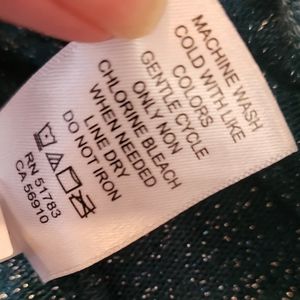 MACHINE WASH
COLD WITH LIKE
COLORS,
GENTLE CYCLE
ONLY NON
CHLORINE BLEACH
WHEN NEEDED
LINE DRY
DO NOT IRON
RN 51783
CA 56910